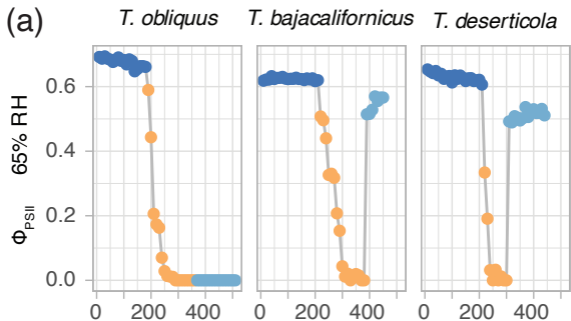 (a)
T. obliquus T. bajacalifornicus T. deserticola
ΦPSII 65% RH
0.6
0.4
0.2
0.0
0 200 400 0 200 400 0 200 400